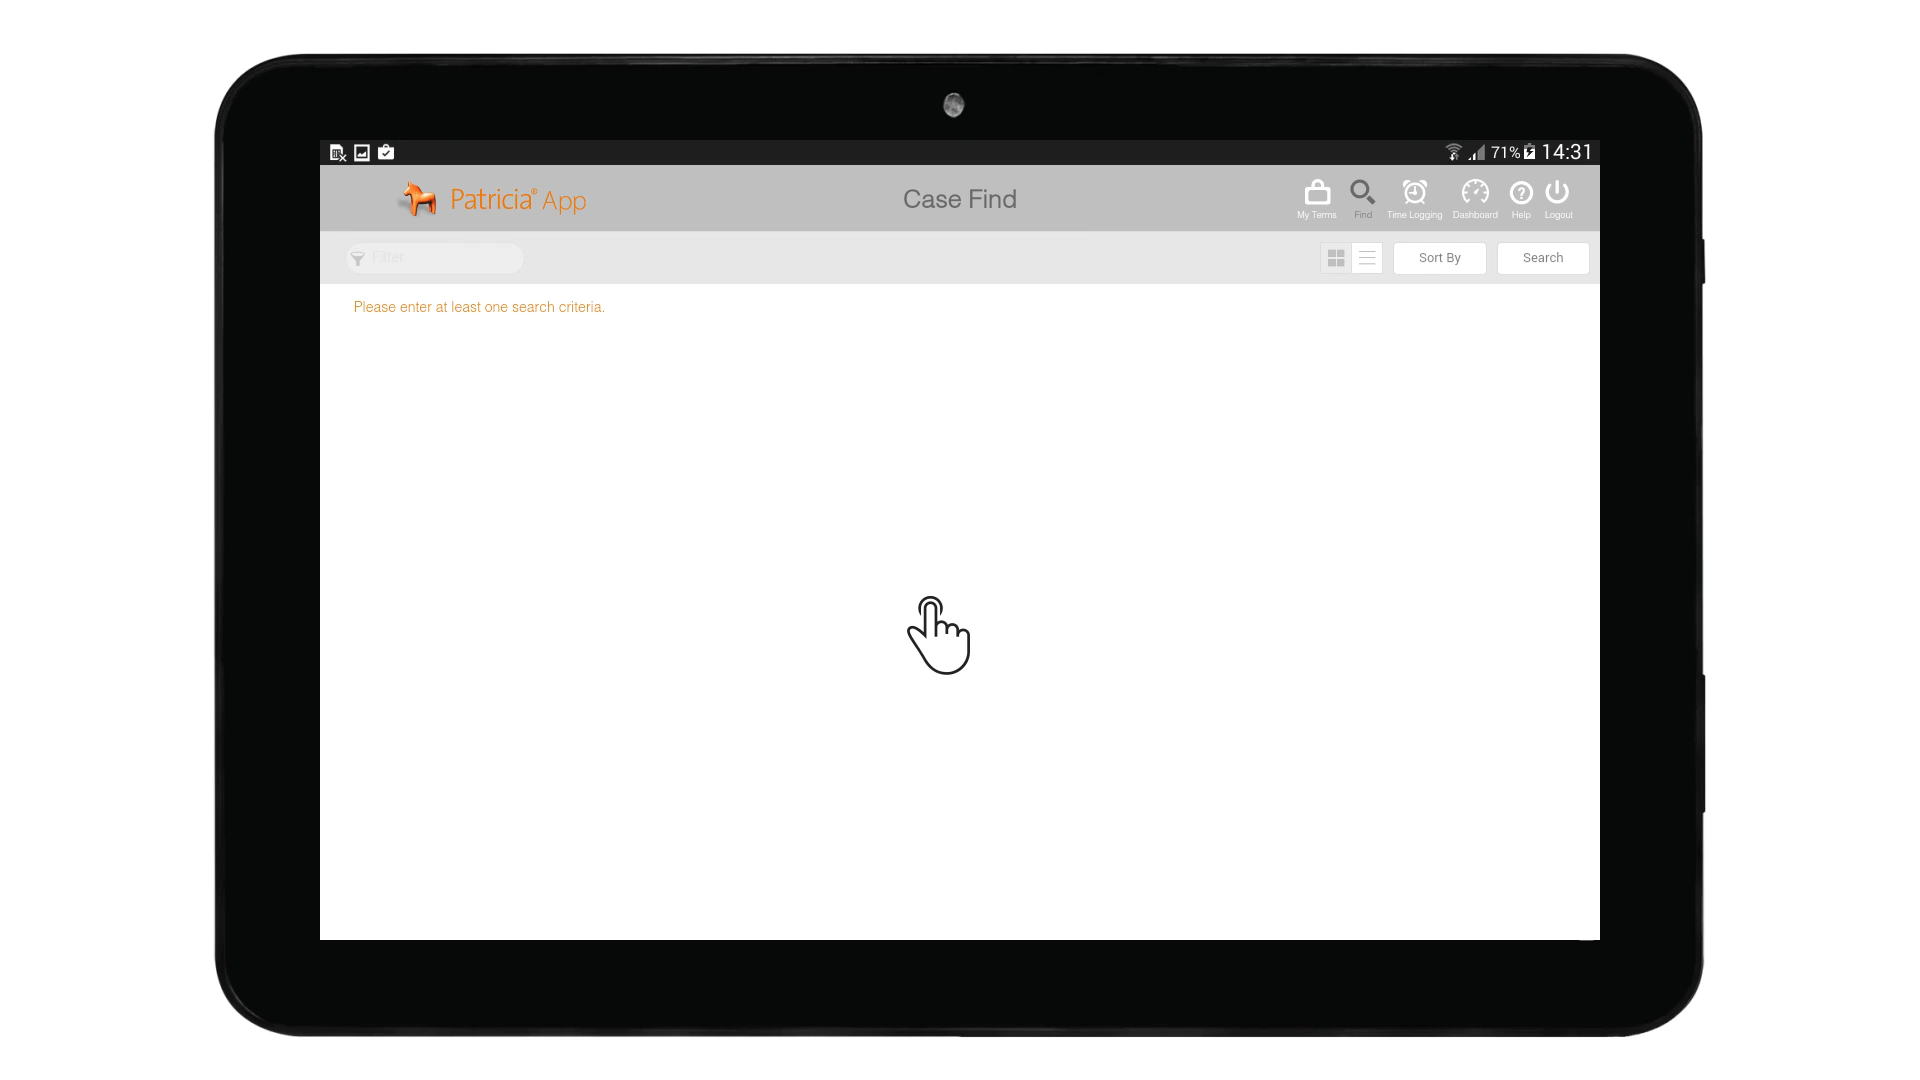 71% 14:31
Patricia® App
Case Find
My Terms Find Time Logging Dashboard Help Logout
Filter
Sort By
Search
Please enter at least one search criteria.